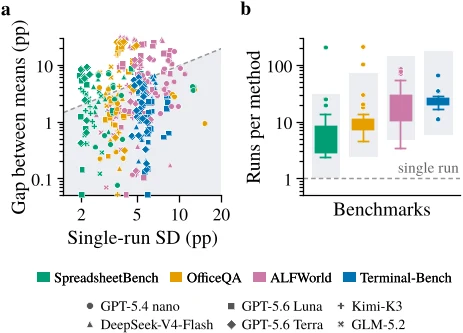 a
Gap between means (pp)
10
1
0.1
2
5
10
20
Single-run SD (pp)
b
Runs per method
100
10
1
single run
Benchmarks
SpreadsheetBench
OfficeQA
ALFWorld
Terminal-Bench
GPT-5.4 nano
GPT-5.6 Luna
Kimi-K3
DeepSeek-V4-Flash
GPT-5.6 Terra
GLM-5.2